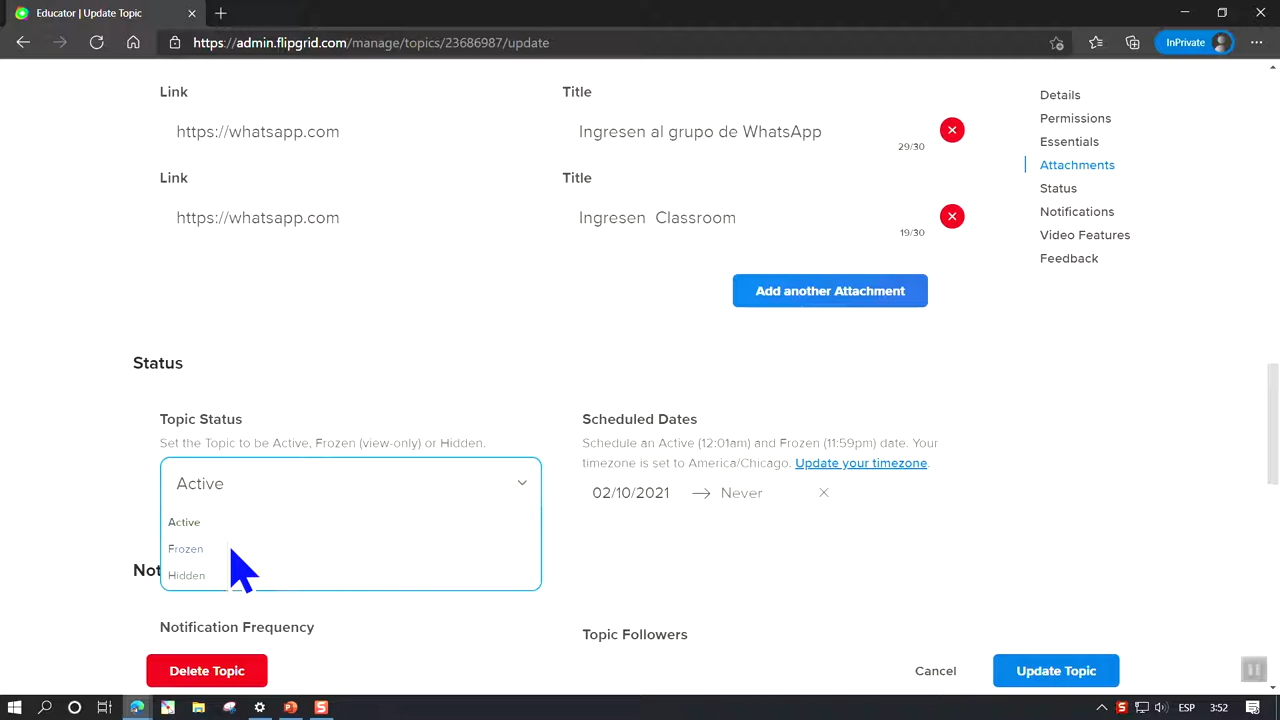 Educator | Update Topic
https://admin.flipgrid.com/manage/topics/23686987/update
InPrivate
Link
Title
https://whatsapp.com
Ingresen al grupo de WhatsApp
29/30
Link
Title
https://whatsapp.com
Ingresen  Classroom
19/30
Add another Attachment
Details
Permissions
Essentials
Attachments
Status
Notifications
Video Features
Feedback
Status
Topic Status
Set the Topic to be Active, Frozen (view-only) or Hidden.
Active
Active
Frozen
Hidden
Scheduled Dates
Schedule an Active (12:01am) and Frozen (11:59pm) date. Your
timezone is set to America/Chicago. Update your timezone.
02/10/2021 → Never
Not
Notification Frequency
Topic Followers
Delete Topic
Cancel
Update Topic
ESP
3:52